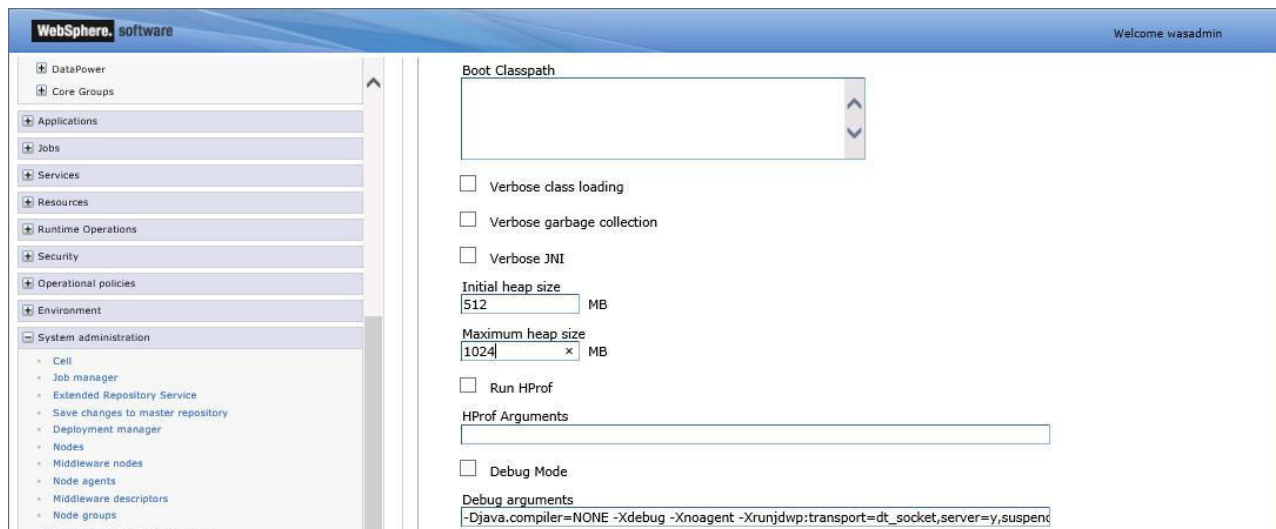 WebSphere. software
Welcome wasadmin
DataPower
Core Groups
Applications
Jobs
Services
Resources
Runtime Operations
Security
Operational policies
Environment
System administration
Cell
Job manager
Extended Repository Service
Save changes to master repository
Deployment manager
Nodes
Middleware nodes
Node agents
Middleware descriptors
Node groups
Boot Classpath
Verbose class loading
Verbose garbage collection
Verbose JNI
Initial heap size
512 MB
Maximum heap size
1024 × MB
Run HProf
HProf Arguments
Debug Mode
Debug arguments
-Djava.compiler=NONE -Xdebug -Xnoagent -Xrunjdwp:transport=dt_socket,server=y,suspend